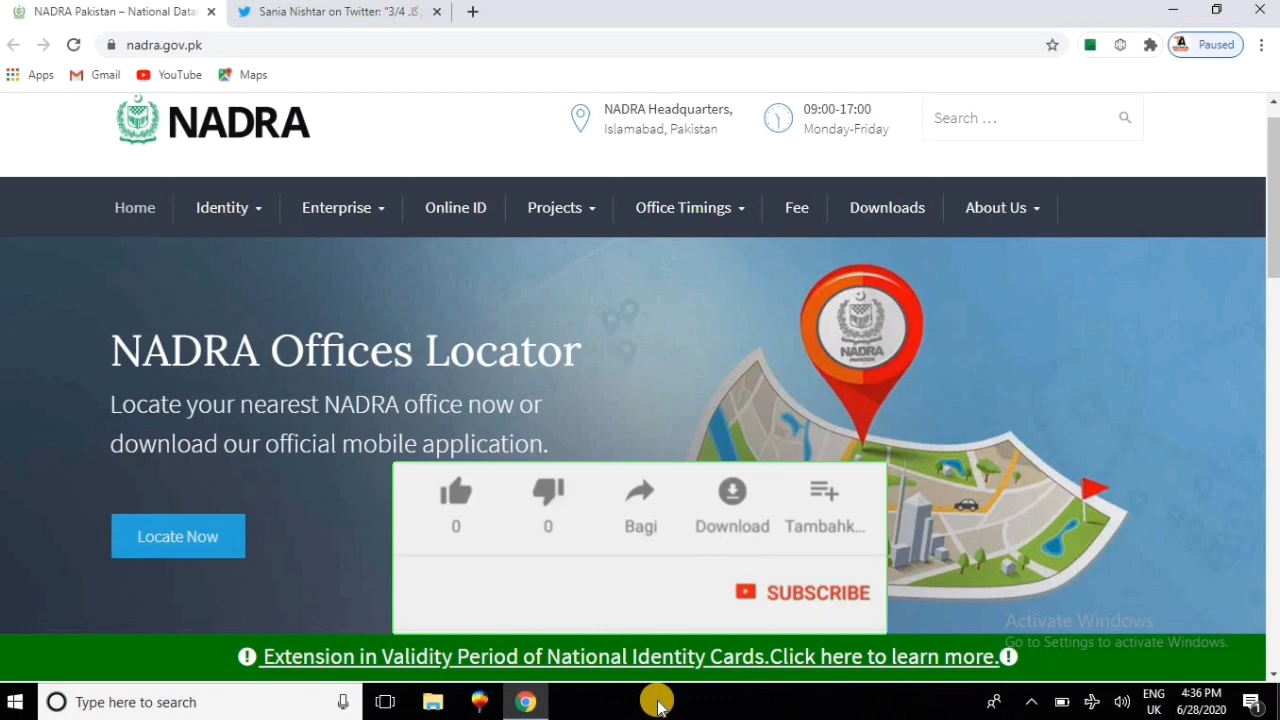 NADRA Pakistan – National Data
Sania Nishtar on Twitter: "3/4
nadra.gov.pk
Paused
Apps
Gmail
YouTube
Maps
NADRA
NADRA Headquarters,
Islamabad, Pakistan
09:00-17:00
Monday-Friday
Search …
Home
Identity
Enterprise
Online ID
Projects
Office Timings
Fee
Downloads
About Us
NADRA
NADRA Offices Locator
Locate your nearest NADRA office now or
download our official mobile application.
Locate Now
0
0
Bagi
Download
Tambahk...
SUBSCRIBE
Activate Windows
Go to Settings to activate Windows.
Extension in Validity Period of National Identity Cards.Click here to learn more.
Type here to search
ENG
UK
4:36 PM
6/28/2020
1